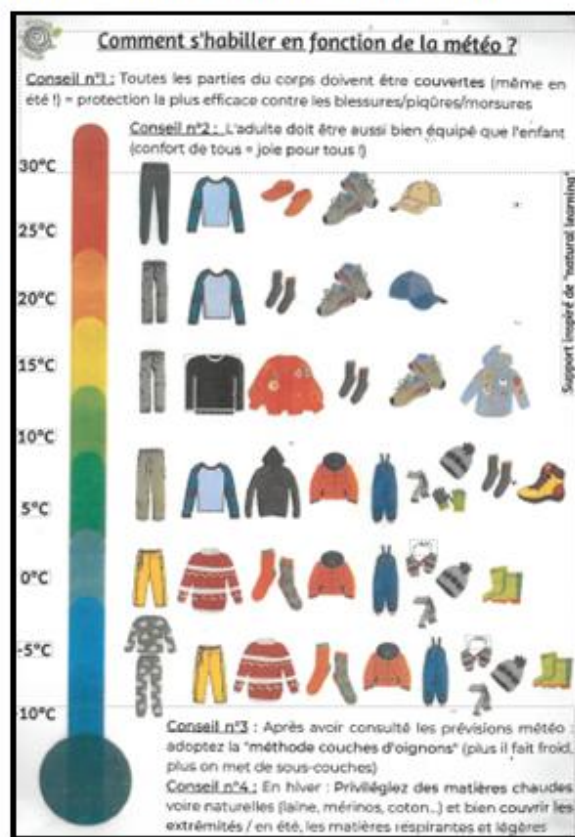 Comment s'habiller en fonction de la météo ?
Conseil n°1 : Toutes les parties du corps doivent être couvertes (même en
été !) = protection la plus efficace contre les blessures/piqûres/morsures
Conseil n°2 : L'adulte doit être aussi bien équipé que l'enfant
(confort de tous = joie pour tous !)
30°C
25°C
20°C
15°C
10°C
5°C
0°C
-5°C
-10°C
Support inspiré de "natural learning"
Conseil n°3 : Après avoir consulté les prévisions météo :
adoptez la "méthode couches d'oignons" (plus il fait froid,
plus on met de sous-couches)
Conseil n°4 : En hiver : Privilégiez des matières chaudes
voire naturelles (laine, mérinos, coton...) et bien couvrir les
extrémités / en été, les matières respirantes et légères